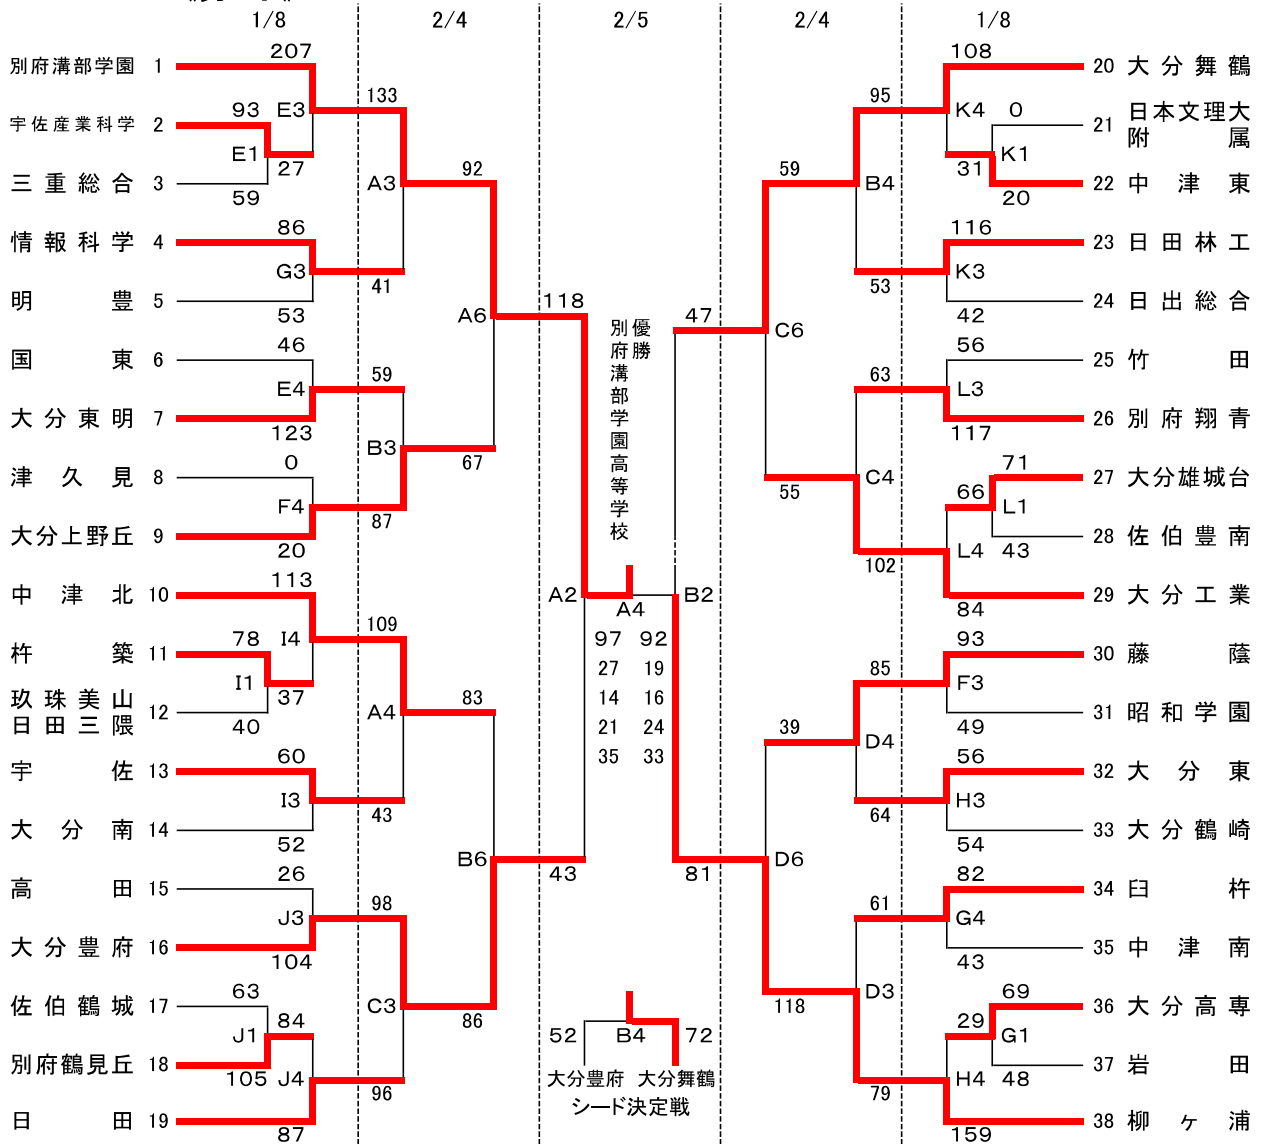 1/8 2/4 2/5 2/4 1/8
別府溝部学園 1
宇佐産業科学 2
三重総合 3
情報科学 4
明豊 5
国東 6
大分東明 7
津久見 8
大分上野丘 9
中津北 10
杵築 11
玖珠美山
日田三隈 12
宇佐 13
大分南 14
高田 15
大分豊府 16
佐伯鶴城 17
別府鶴見丘 18
日田 19
207
93 E3
E1 27
59
86
G3
53
46
E4
123
0
F4
20
113
78 I4
I1 37
40
60
I3
52
26
J3
104
63
84
J1
105 J4
87
133
A3
41
59
B3
87
109
A4
43
98
C3
96
92
A6
67
83
B6
86
118
A2
43
優勝
別府溝部学園高等学校
A4
97 92
27 19
14 16
21 24
35 33
52 B4 72
大分豊府 大分舞鶴
シード決定戦
47
B2
81
59
C6
55
39
D6
118
95
B4
53
63
C4
102
85
D4
64
61
D3
79
108
K4 0
K1
31 20
116
K3
42
56
L3
117
71
66 L1
L4 43
84
93
F3
49
56
H3
54
82
G4
43
69
29 G1
H4 48
159
20 大分舞鶴
21 日本文理大
附属
22 中津東
23 日田林工
24 日出総合
25 竹田
26 別府翔青
27 大分雄城台
28 佐伯豊南
29 大分工業
30 藤蔭
31 昭和学園
32 大分東
33 大分鶴崎
34 臼杵
35 中津南
36 大分高専
37 岩田
38 柳ヶ浦